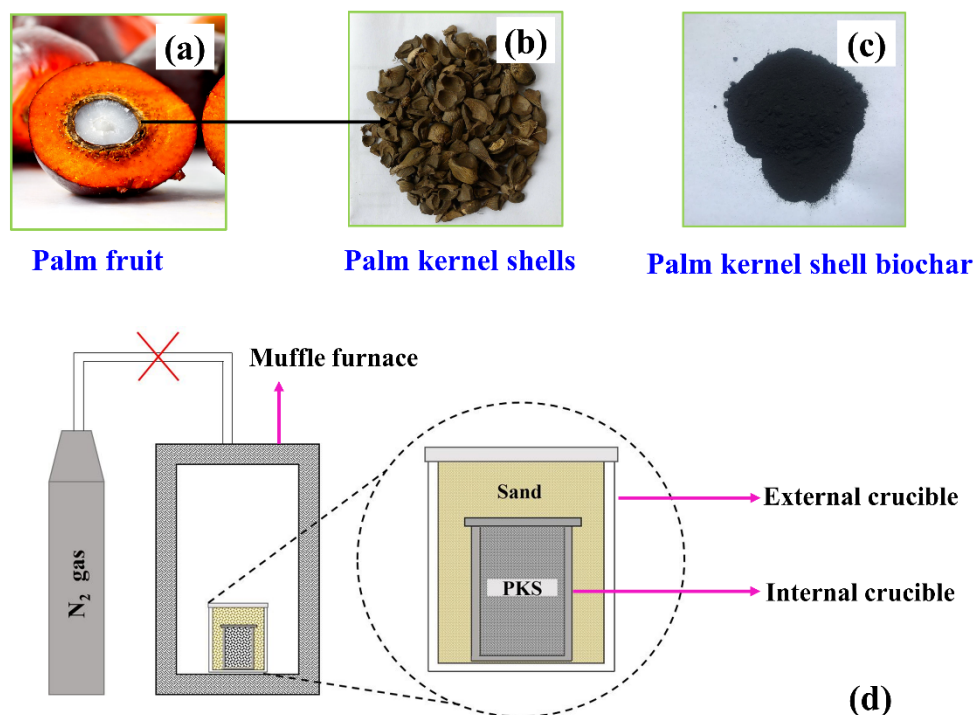 (a)
(b)
(c)
Palm fruit
Palm kernel shells
Palm kernel shell biochar
Muffle furnace
N₂ gas
Sand
PKS
External crucible
Internal crucible
(d)